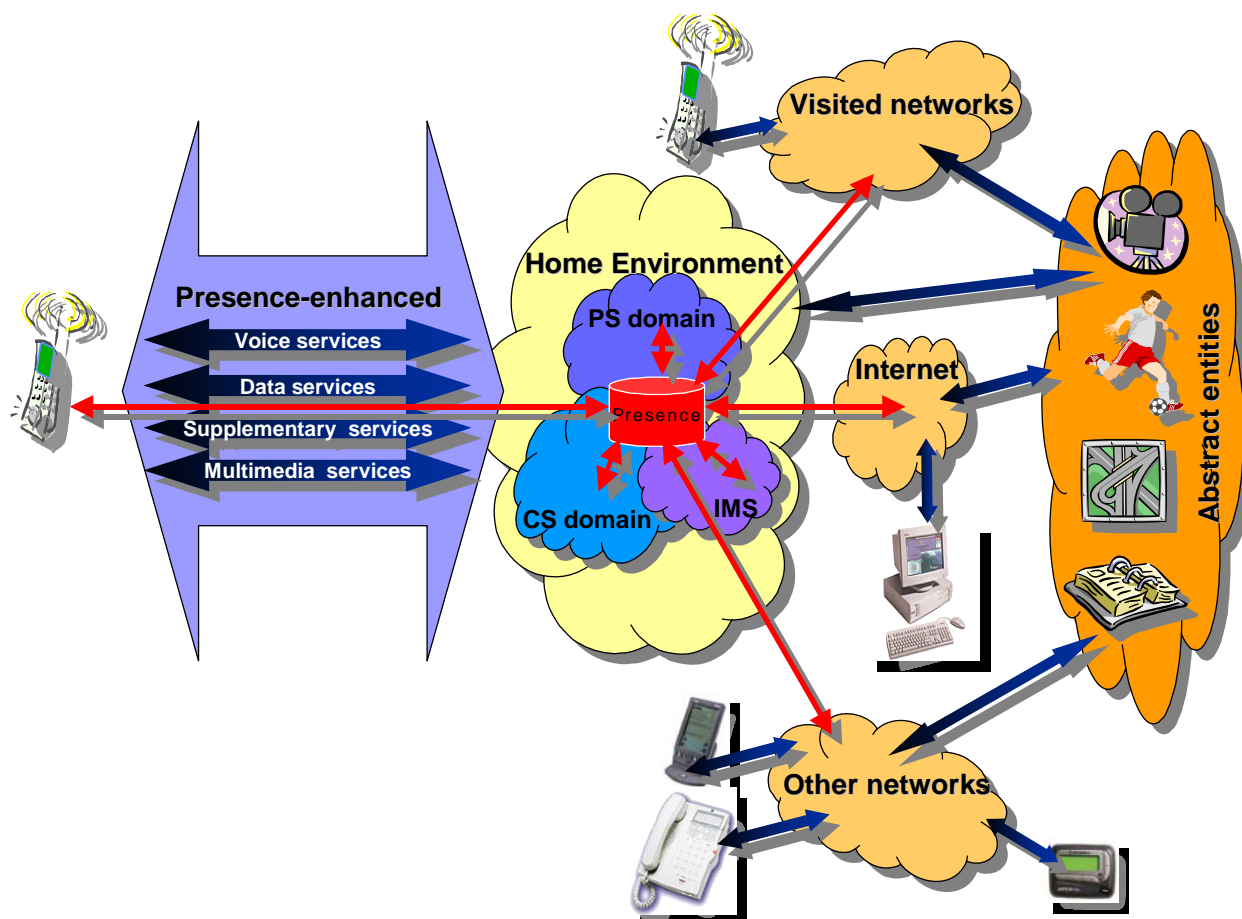 Visited networks
Home Environment
Presence-enhanced
PS domain
Voice services
Internet
Data services
Presence
Supplementary services
Multimedia services
CS domain
IMS
Abstract entities
Other networks